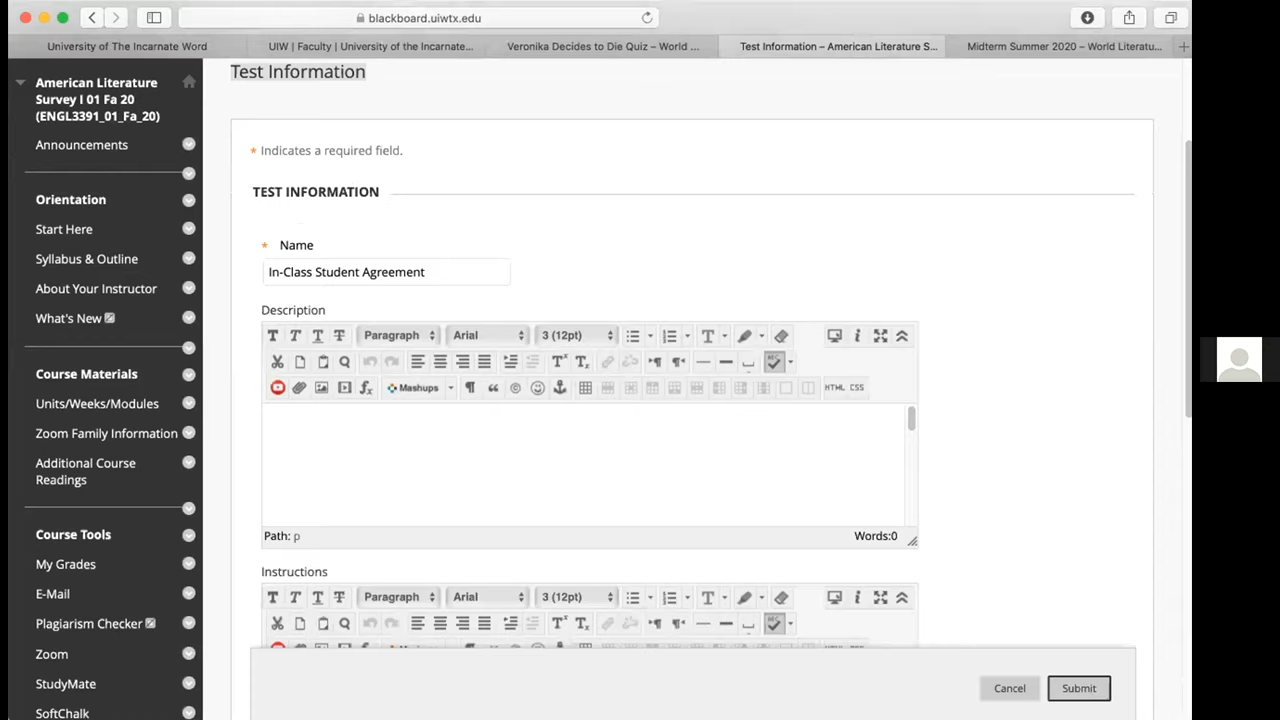 blackboard.uiwtx.edu
University of The Incarnate Word
UIW | Faculty | University of the Incarnate...
Veronika Decides to Die Quiz – World ...
Test Information – American Literature S...
Midterm Summer 2020 – World Literatu...
American Literature
Survey I 01 Fa 20
(ENGL3391_01_Fa_20)
Announcements
Orientation
Start Here
Syllabus & Outline
About Your Instructor
What's New
Course Materials
Units/Weeks/Modules
Zoom Family Information
Additional Course
Readings
Course Tools
My Grades
E-Mail
Plagiarism Checker
Zoom
StudyMate
SoftChalk
Test Information
* Indicates a required field.
TEST INFORMATION
* Name
In-Class Student Agreement
Description
T T T T Paragraph Arial 3 (12pt) T
Mashups HTML CSS
Path: p Words:0
Instructions
T T T T Paragraph Arial 3 (12pt) T
Cancel Submit